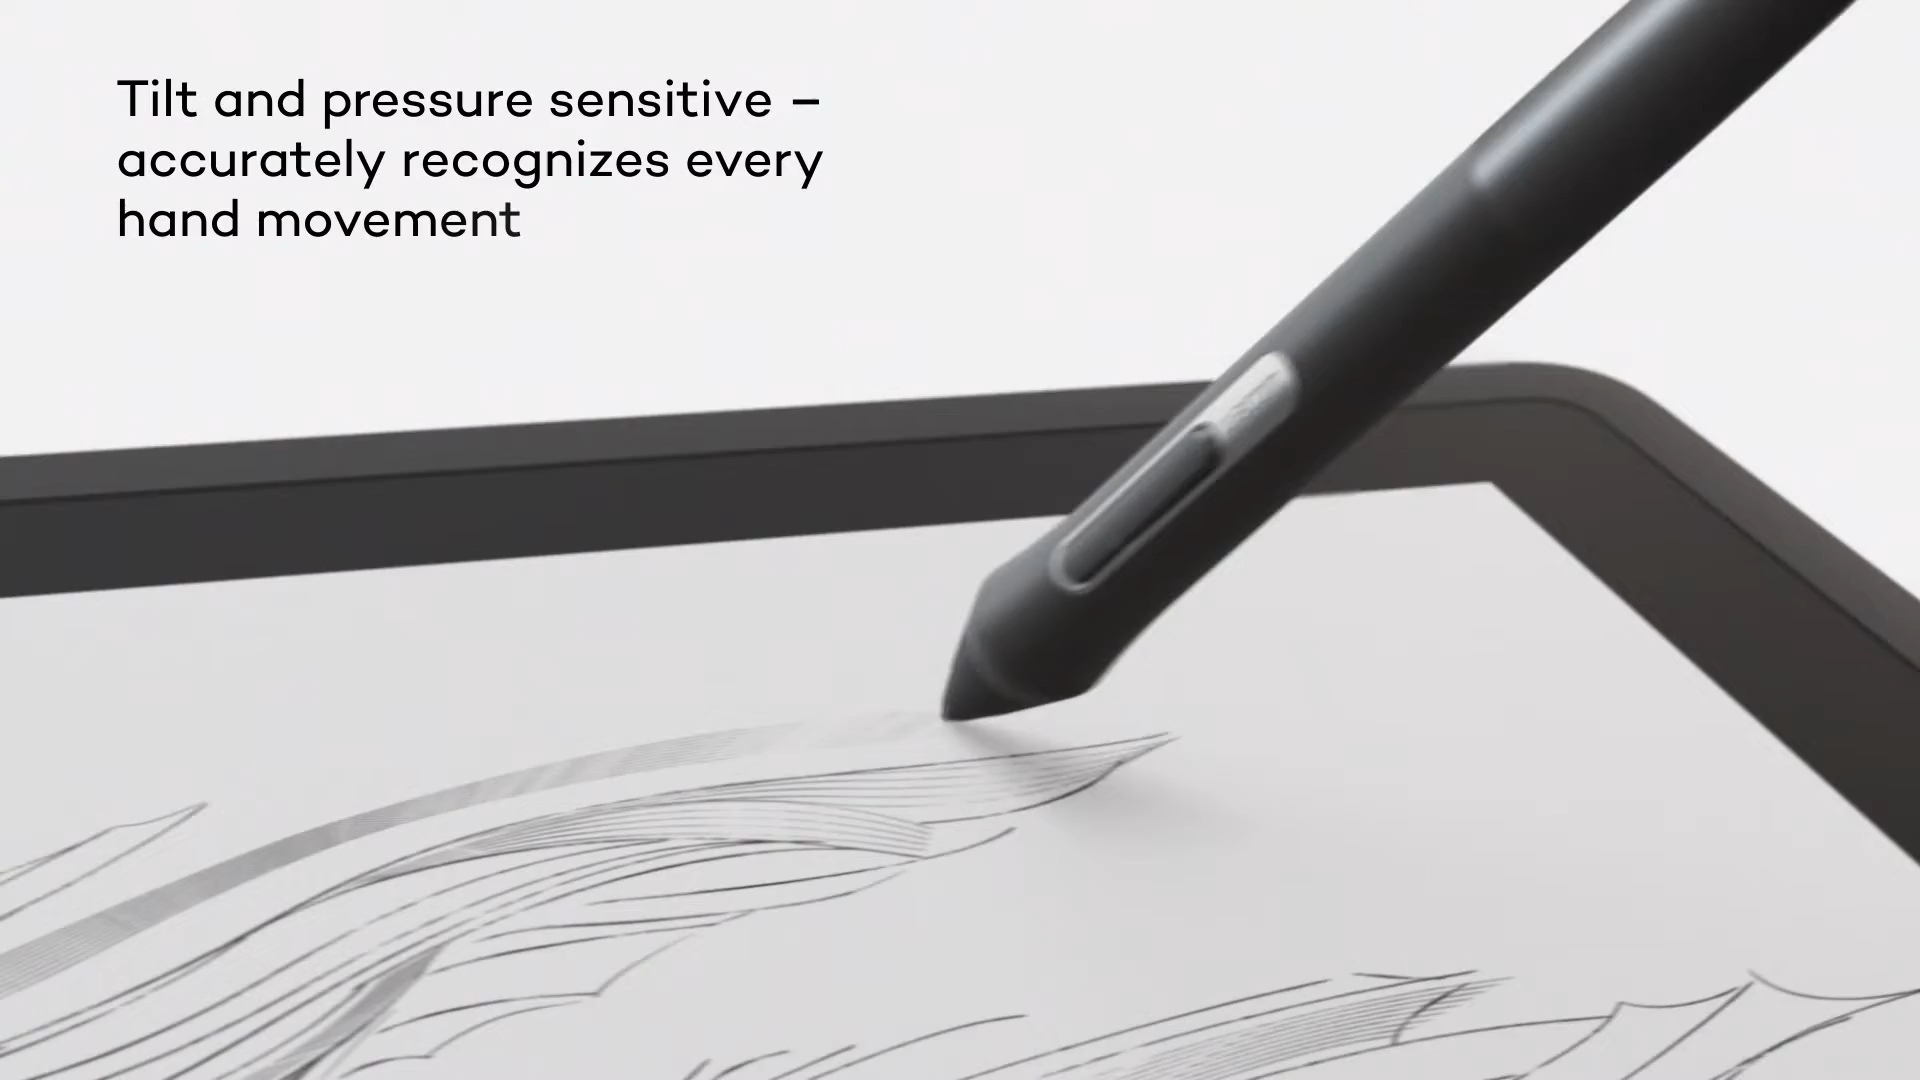 Tilt and pressure sensitive –
accurately recognizes every
hand movement